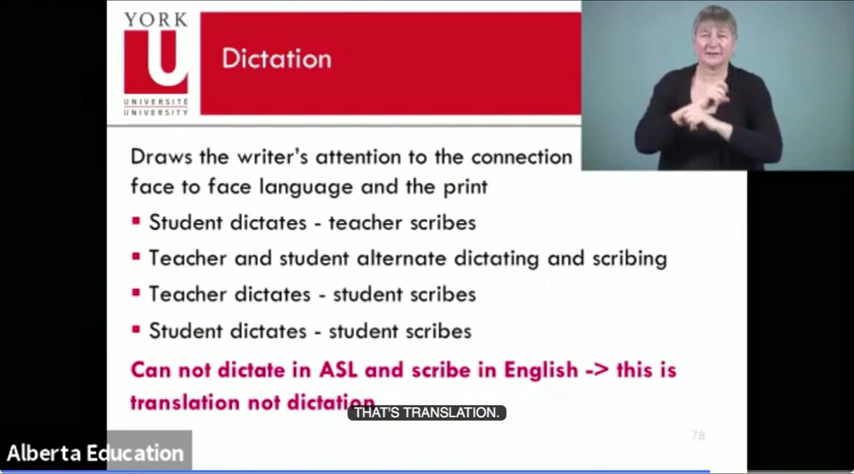 YORK
U
UNIVERSITÉ
UNIVERSITY
Dictation
Draws the writer's attention to the connection
face to face language and the print
Student dictates - teacher scribes
Teacher and student alternate dictating and scribing
Teacher dictates - student scribes
Student dictates - student scribes
Can not dictate in ASL and scribe in English -> this is
translation not dictation
THAT'S TRANSLATION.
78
Alberta Education